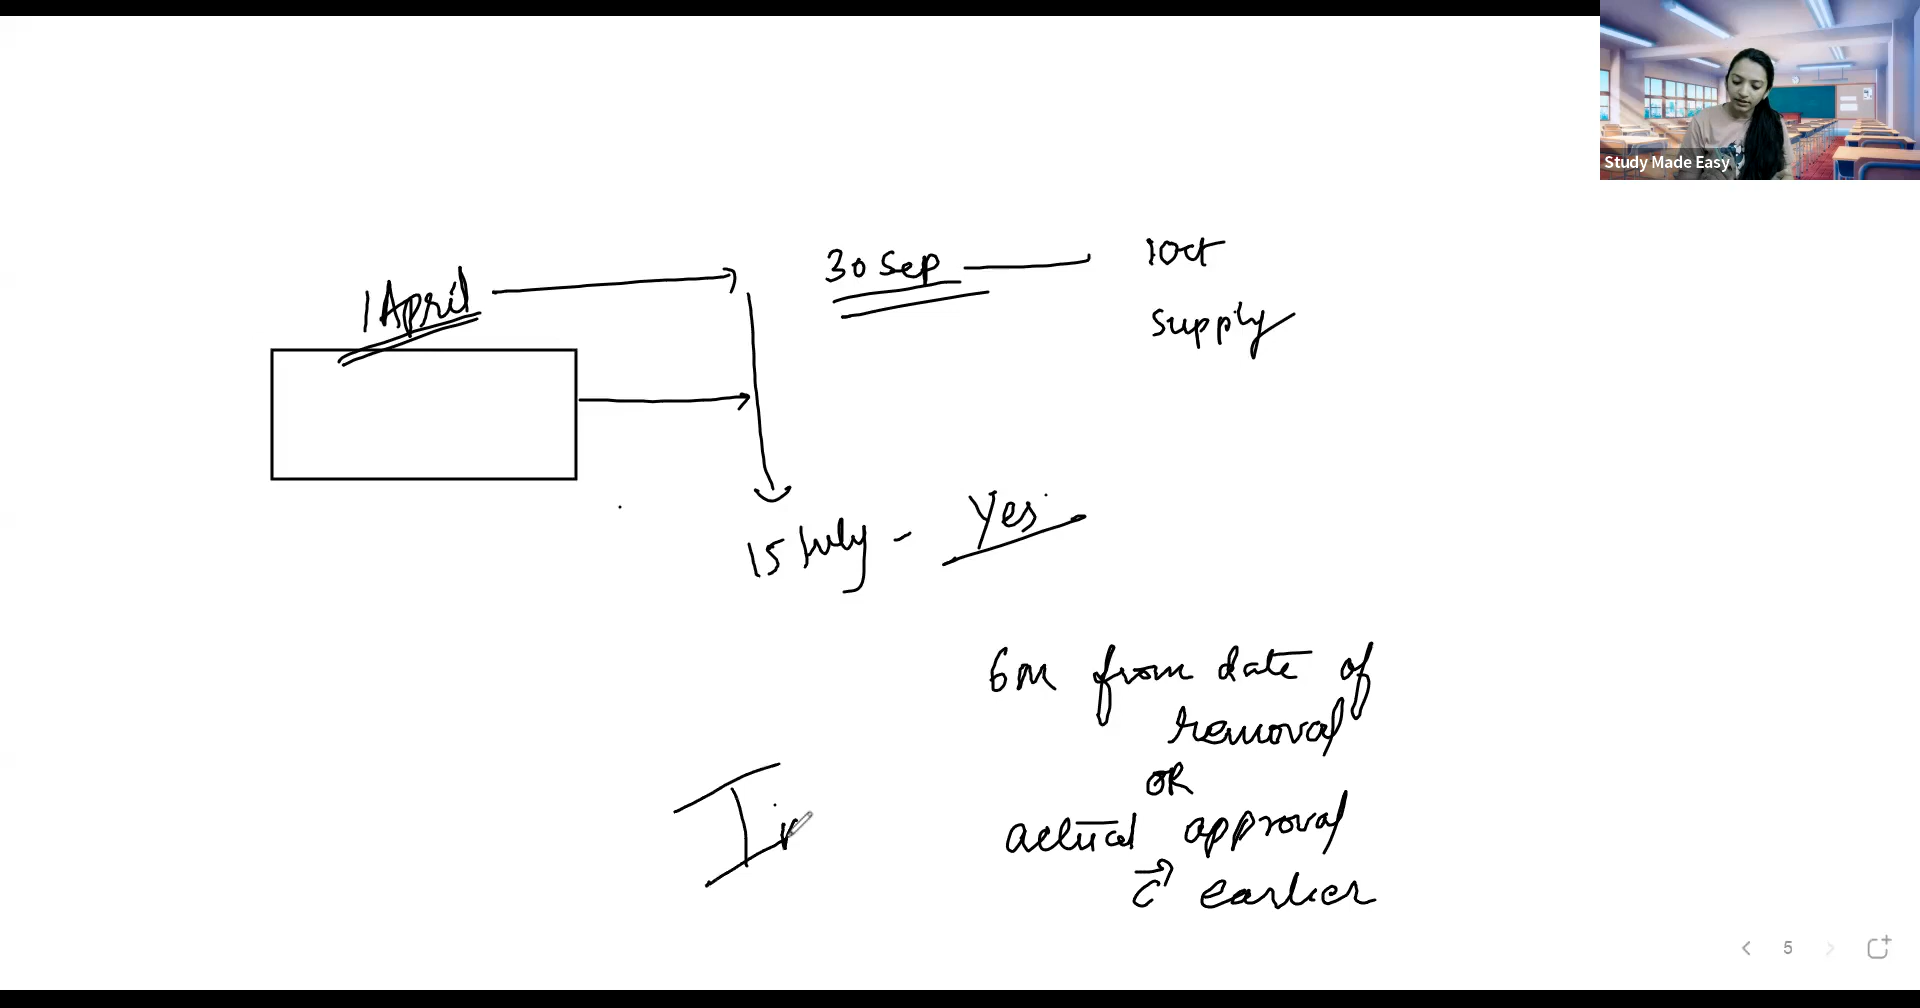 Study Made Easy
1 April
30 Sep
1 Oct
Supply
15 July - Yes
6M from date of
removal
OR
actual approval
earlier
5